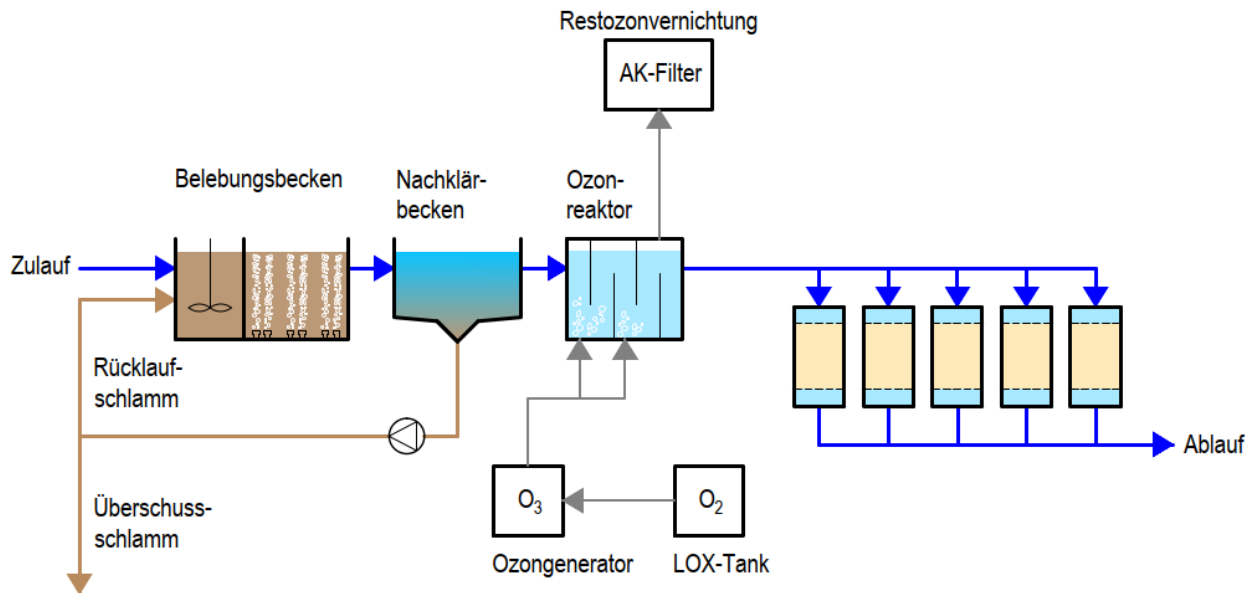 Restozonvernichtung
AK-Filter
Belebungsbecken
Nachklär-
becken
Ozon-
reaktor
Zulauf
Rücklauf-
schlamm
Ablauf
Überschuss-
schlamm
O₃
O₂
Ozongenerator
LOX-Tank